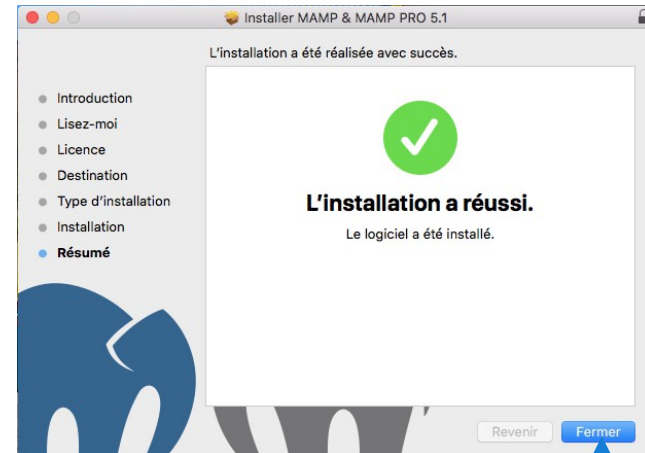 Installer MAMP & MAMP PRO 5.1
L'installation a été réalisée avec succès.
Introduction
Lisez-moi
Licence
Destination
Type d'installation
Installation
Résumé
L'installation a réussi.
Le logiciel a été installé.
Revenir
Fermer